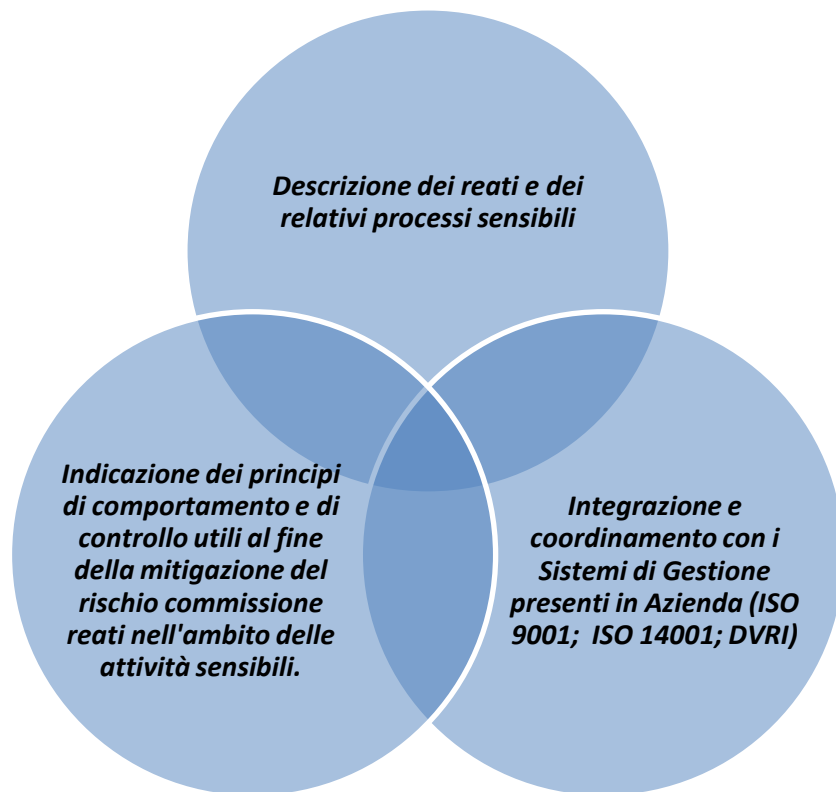 Descrizione dei reati e dei
relativi processi sensibili
Indicazione dei principi
di comportamento e di
controllo utili al fine
della mitigazione del
rischio commissione
reati nell'ambito delle
attività sensibili.
Integrazione e
coordinamento con i
Sistemi di Gestione
presenti in Azienda (ISO
9001; ISO 14001; DVRI)